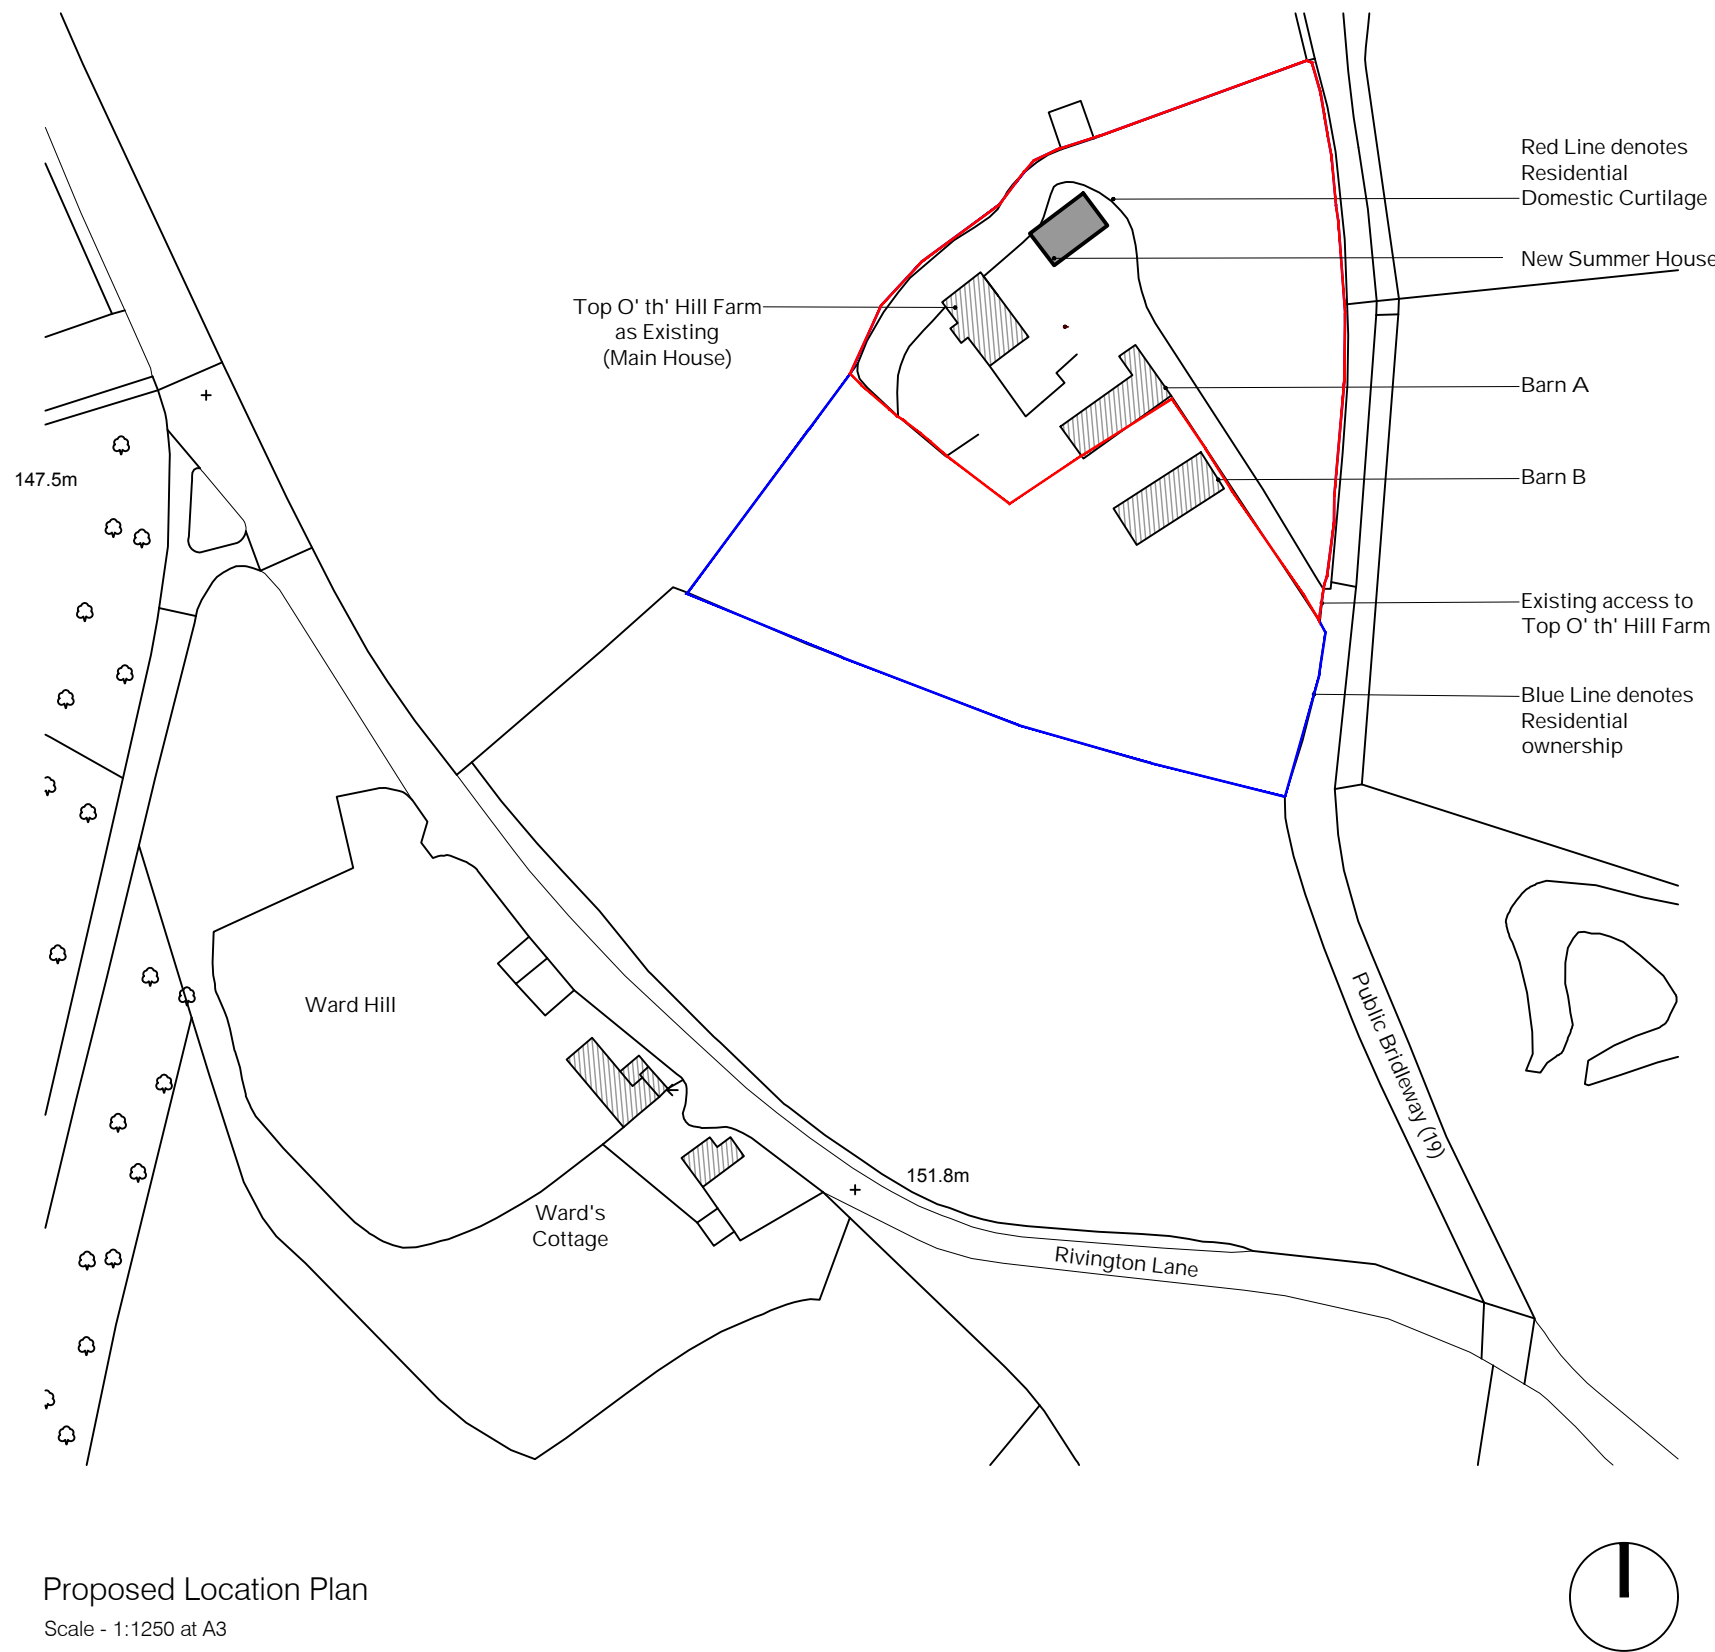 Red Line denotes
Residential
Domestic Curtilage
New Summer House
Top O' th' Hill Farm
as Existing
(Main House)
Barn A
147.5m
Barn B
Existing access to
Top O' th' Hill Farm
Blue Line denotes
Residential
ownership
Ward Hill
Public Bridleway (19)
151.8m
Ward's
Cottage
Rivington Lane
Proposed Location Plan
Scale - 1:1250 at A3